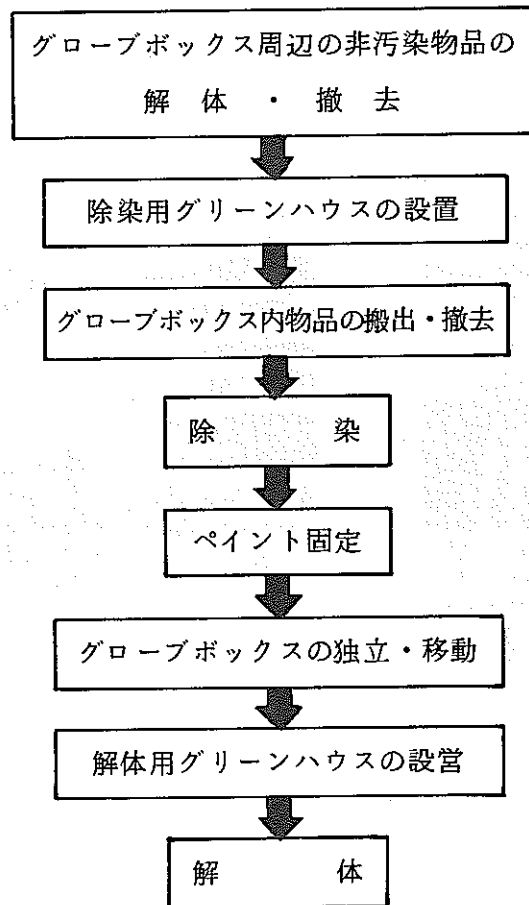 グローブボックス周辺の非汚染物品の
解体・撤去
除染用グリーンハウスの設置
グローブボックス内物品の搬出・撤去
除染
ペイント固定
グローブボックスの独立・移動
解体用グリーンハウスの設営
解体